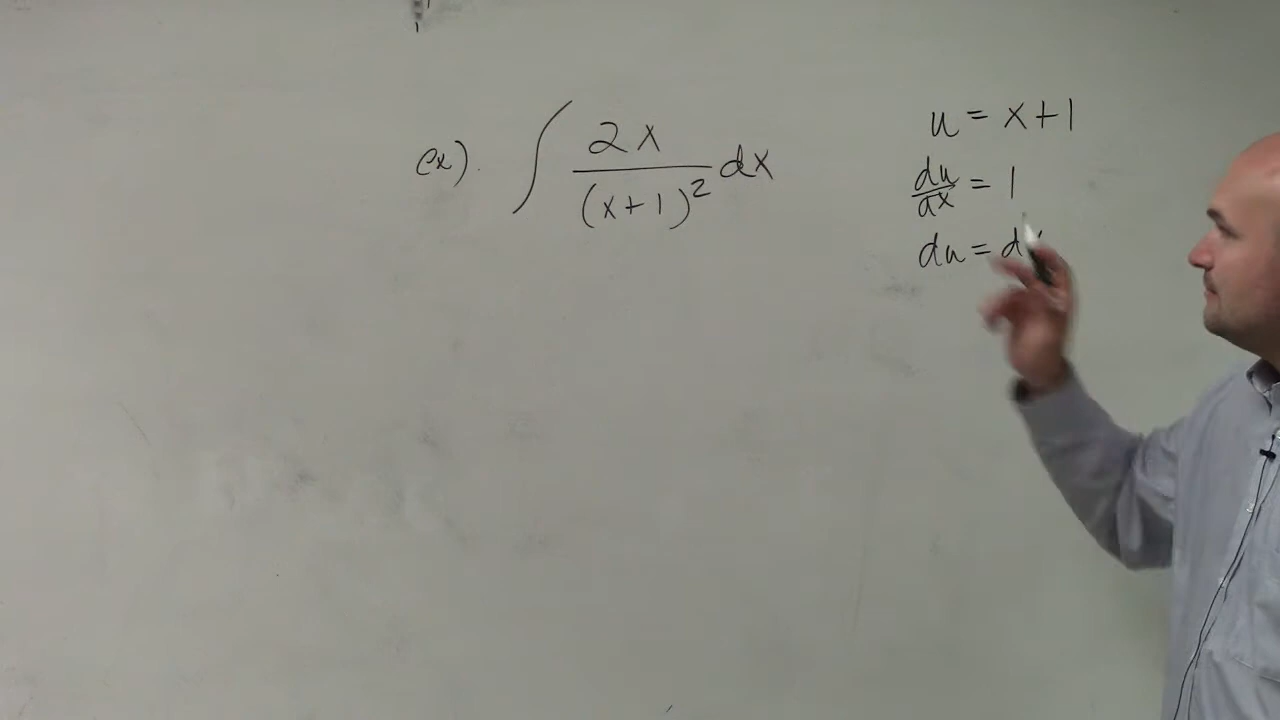 ex). ∫ 2x / (x+1)² dx
u = x+1
du/dx = 1
du = d